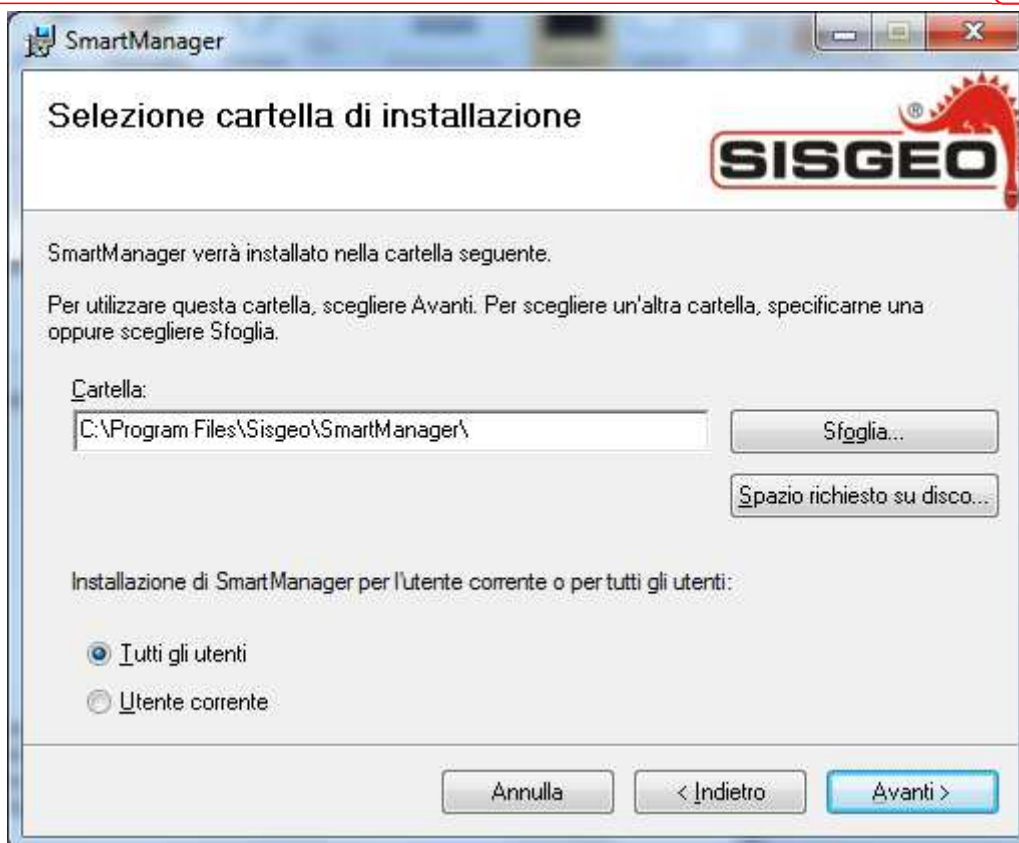 SmartManager
Selezione cartella di installazione
®
SISGEO
SmartManager verrà installato nella cartella seguente.
Per utilizzare questa cartella, scegliere Avanti. Per scegliere un'altra cartella, specificarne una
oppure scegliere Sfoglia.
Cartella:
C:\Program Files\Sisgeo\SmartManager\
Sfoglia...
Spazio richiesto su disco...
Installazione di SmartManager per l'utente corrente o per tutti gli utenti:
Tutti gli utenti
Utente corrente
Annulla
< Indietro
Avanti >